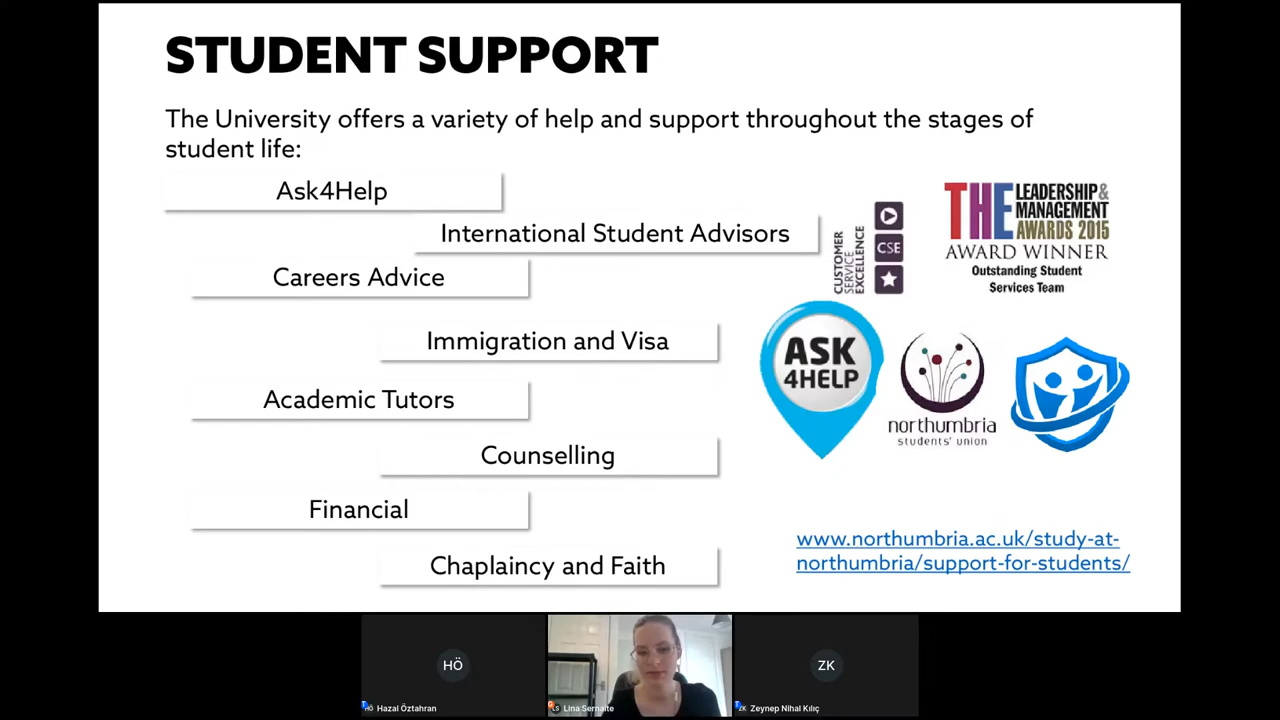 STUDENT SUPPORT
The University offers a variety of help and support throughout the stages of
student life:
Ask4Help
International Student Advisors
Careers Advice
Immigration and Visa
Academic Tutors
Counselling
Financial
Chaplaincy and Faith
CUSTOMER
SERVICE
EXCELLENCE
CSE
THE LEADERSHIP &
MANAGEMENT
AWARDS 2015
AWARD WINNER
Outstanding Student
Services Team
ASK
4HELP
northumbria
students' union
www.northumbria.ac.uk/study-at-
northumbria/support-for-students/
HÖ
HÖ Hazal Öztahran
LS Lina Sernaite
ZK
ZK Zeynep Nihal Kılıç